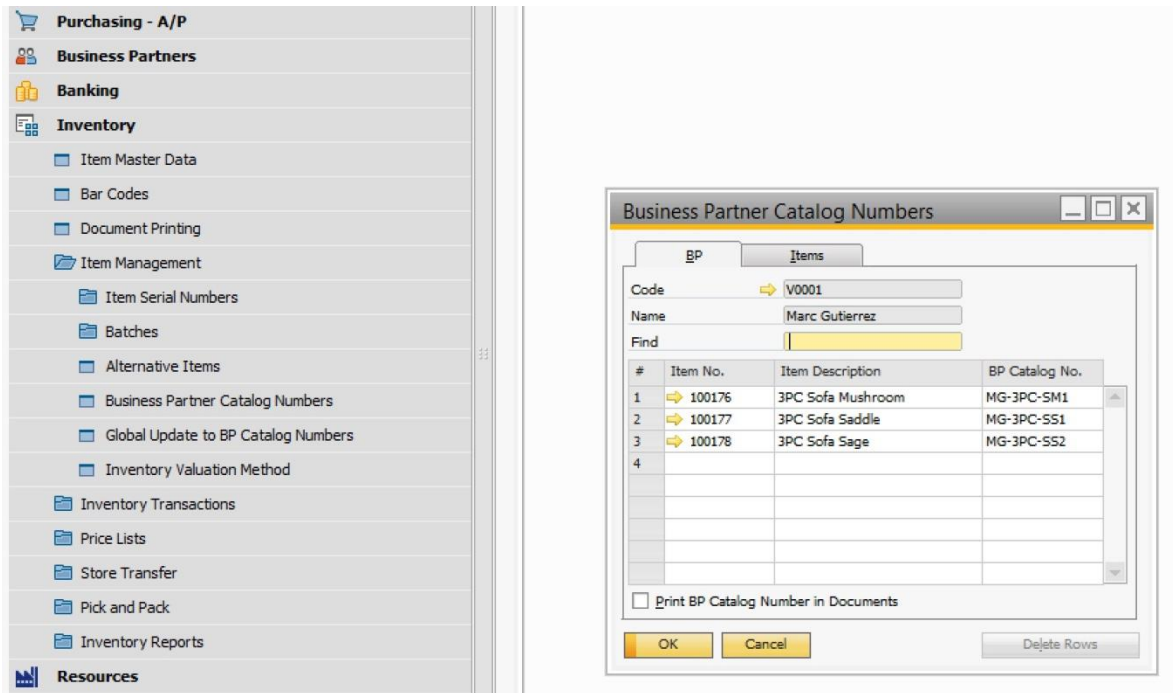 Purchasing - A/P
Business Partners
Banking
Inventory
Item Master Data
Bar Codes
Document Printing
Item Management
Item Serial Numbers
Batches
Alternative Items
Business Partner Catalog Numbers
Global Update to BP Catalog Numbers
Inventory Valuation Method
Inventory Transactions
Price Lists
Store Transfer
Pick and Pack
Inventory Reports
Resources
Business Partner Catalog Numbers
BP Items
Code V0001
Name Marc Gutierrez
Find
# Item No. Item Description BP Catalog No.
1 100176 3PC Sofa Mushroom MG-3PC-SM1
2 100177 3PC Sofa Saddle MG-3PC-SS1
3 100178 3PC Sofa Sage MG-3PC-SS2
4
Print BP Catalog Number in Documents
OK Cancel Delete Rows